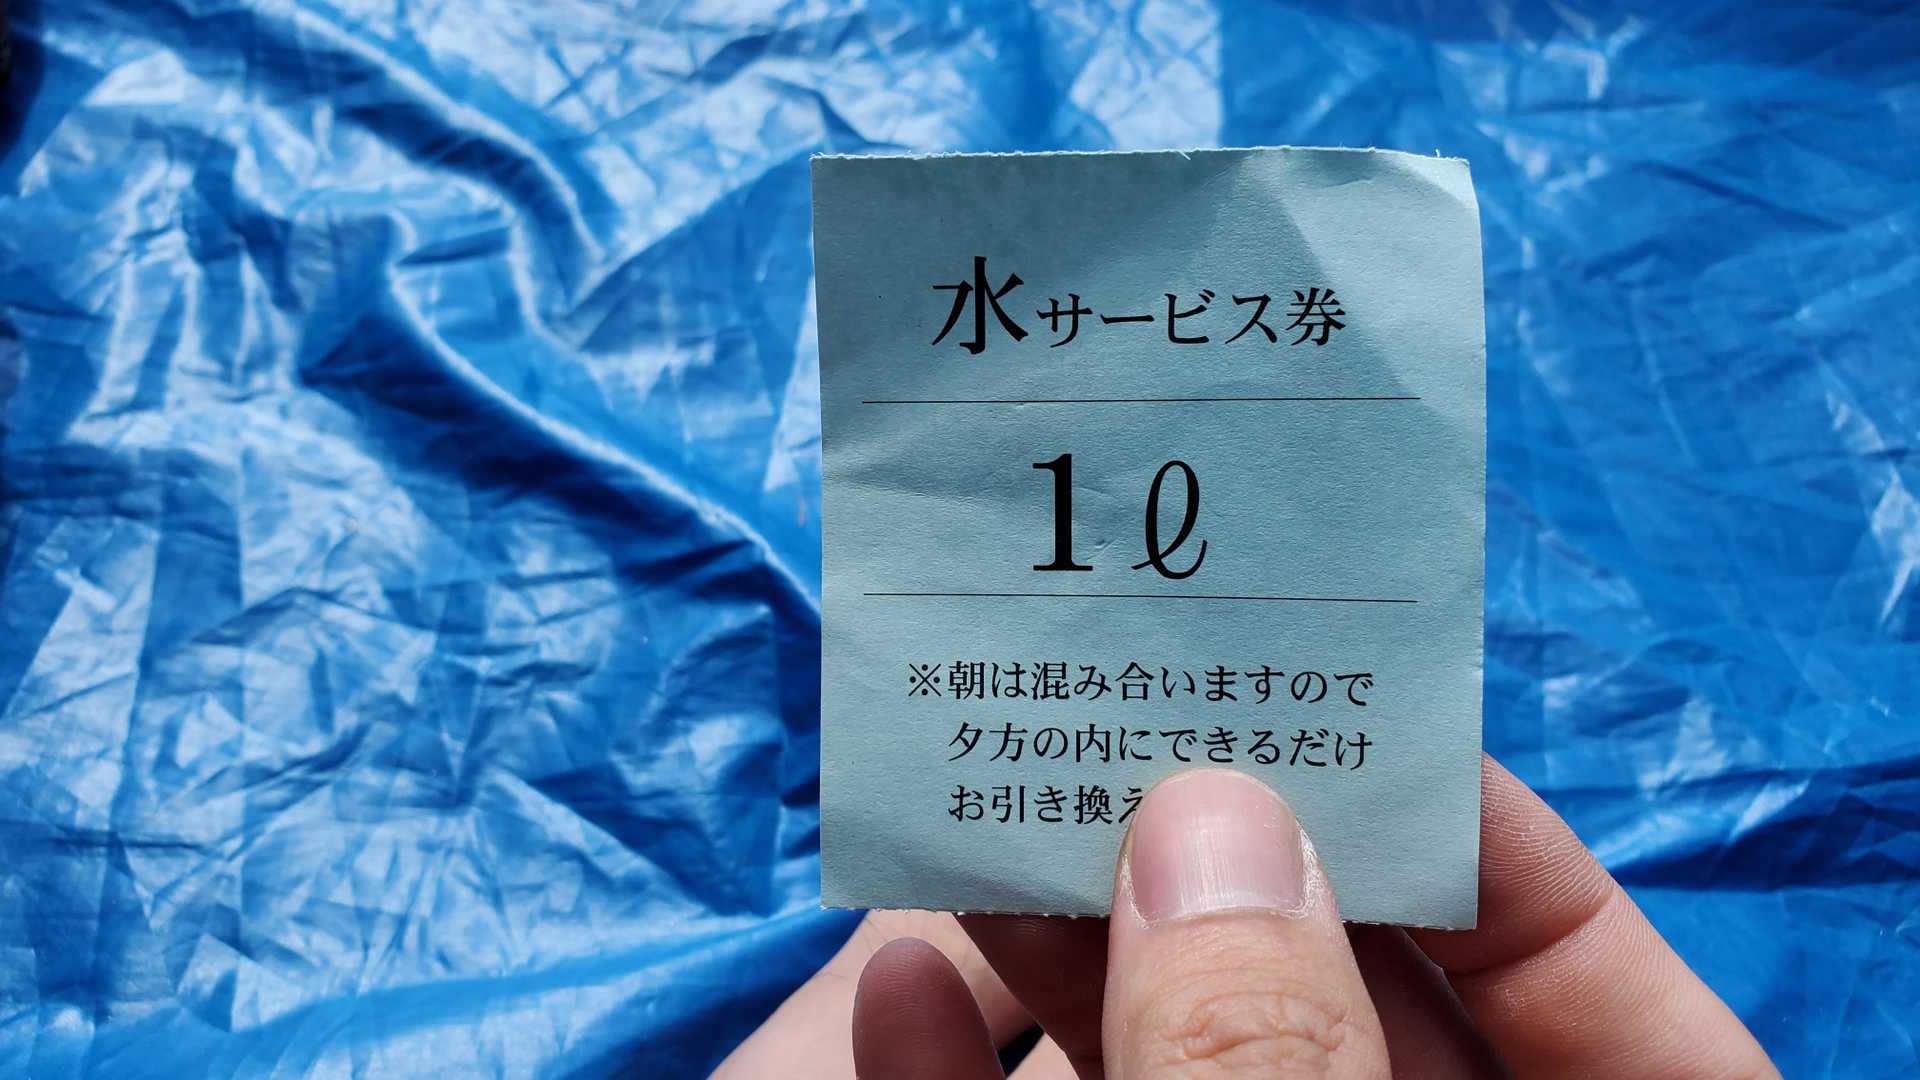 水サービス券
1ℓ
※朝は混み合いますので
夕方の内にできるだけ
お引き換え